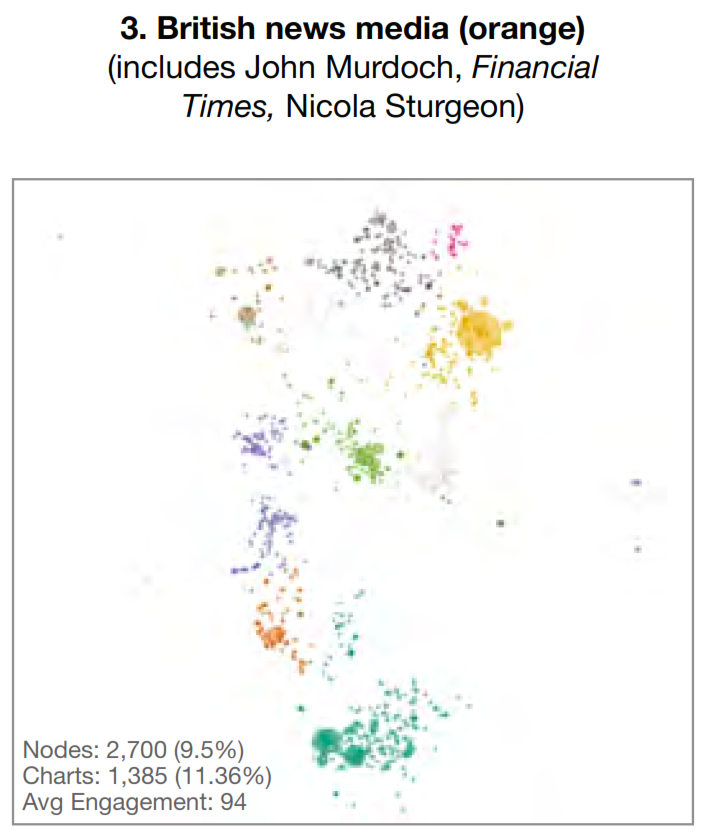 3. British news media (orange)
(includes John Murdoch, Financial
Times, Nicola Sturgeon)
Nodes: 2,700 (9.5%)
Charts: 1,385 (11.36%)
Avg Engagement: 94